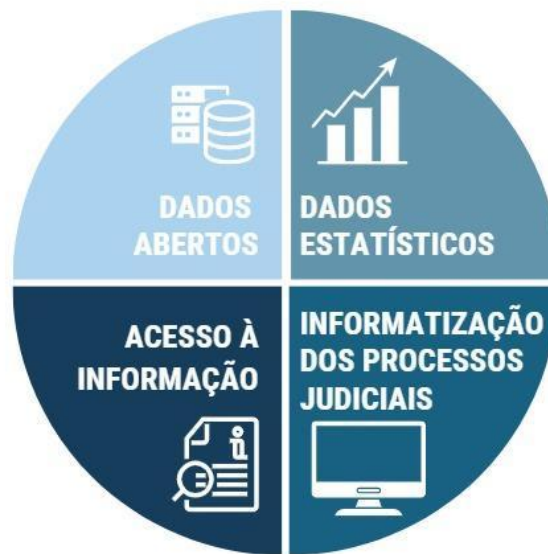 DADOS
ABERTOS
DADOS
ESTATÍSTICOS
ACESSO À
INFORMAÇÃO
INFORMATIZAÇÃO
DOS PROCESSOS
JUDICIAIS